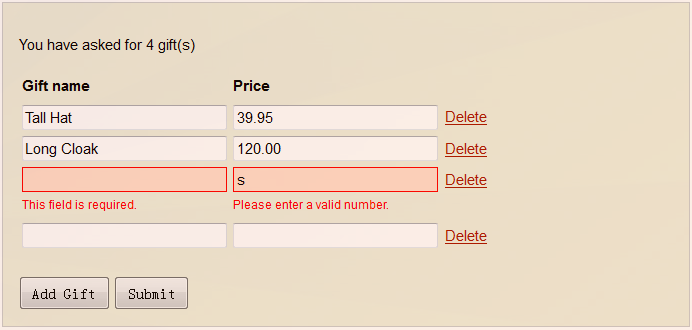 You have asked for 4 gift(s)
Gift name Price
Tall Hat 39.95 Delete
Long Cloak 120.00 Delete
s Delete
This field is required. Please enter a valid number.
Delete
Add Gift Submit